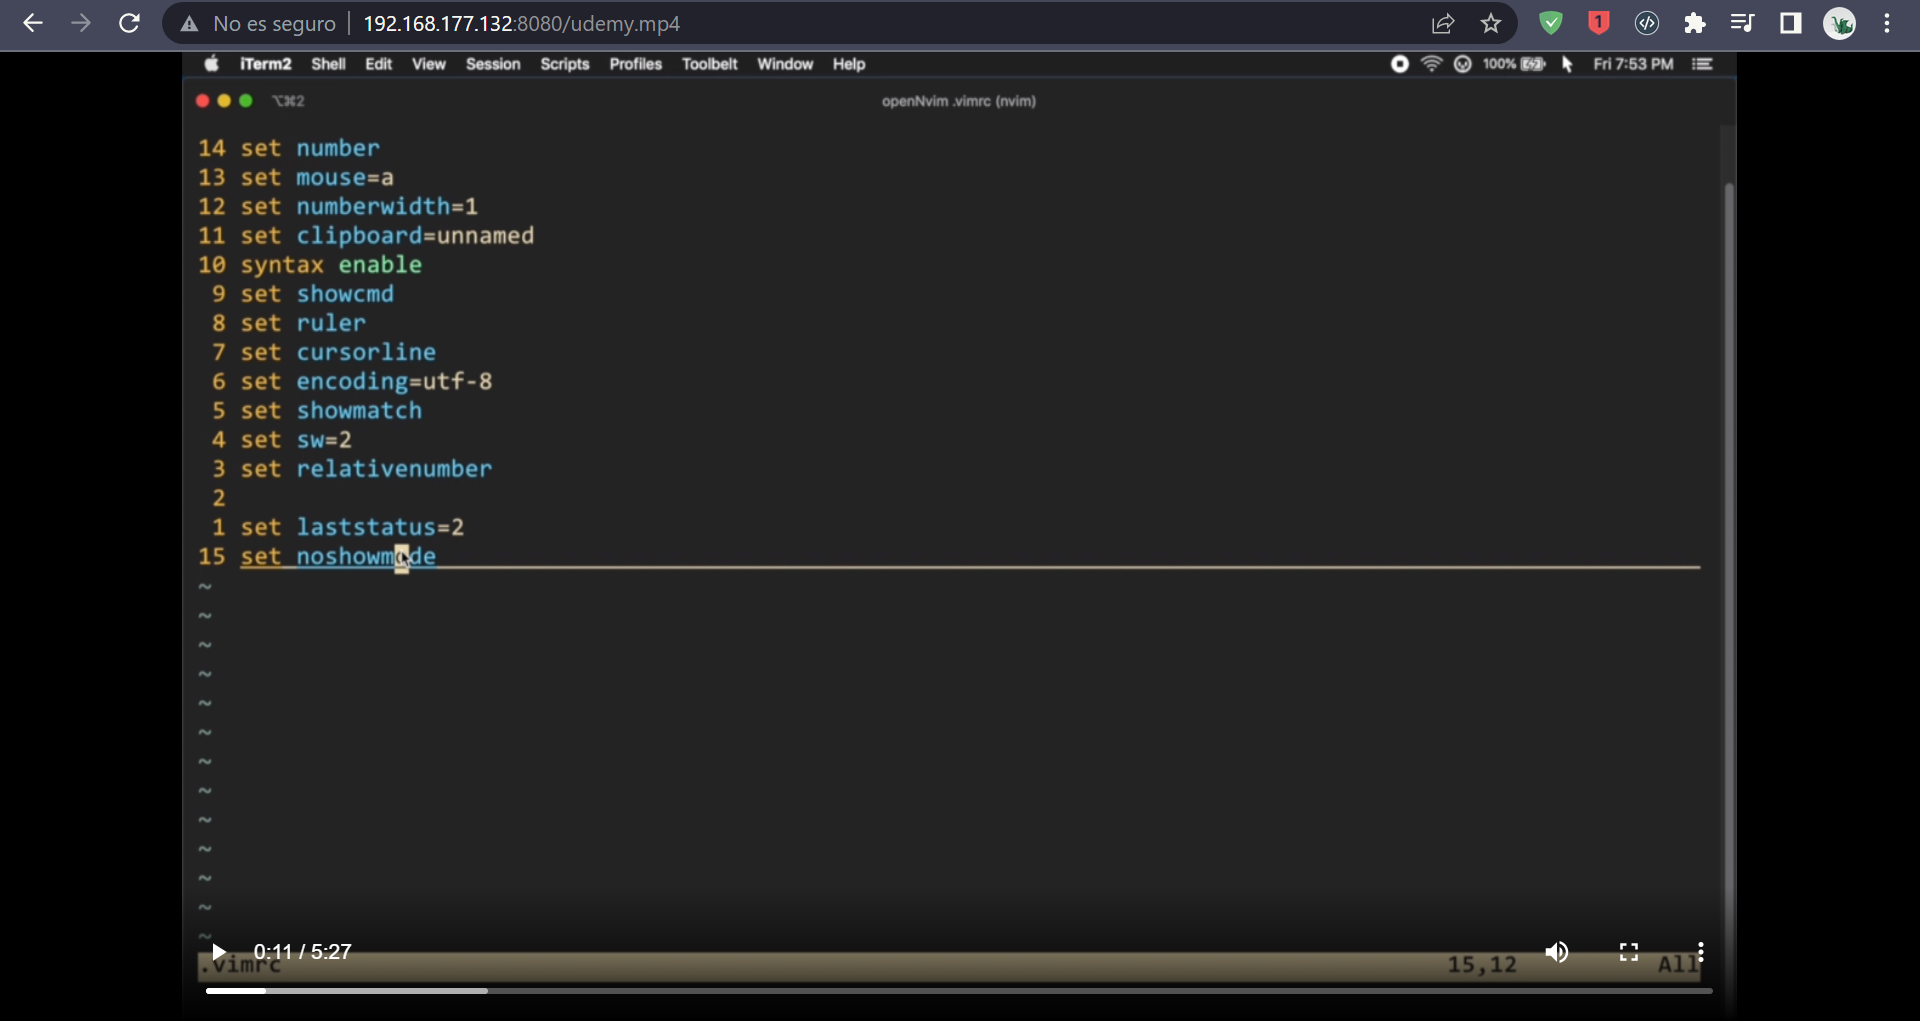 No es seguro 192.168.177.132:8080/udemy.mp4
1
iTerm2 Shell Edit View Session Scripts Profiles Toolbelt Window Help 100% Fri 7:53 PM
⌥⌘2 openNvim .vimrc (nvim)
14 set number
13 set mouse=a
12 set numberwidth=1
11 set clipboard=unnamed
10 syntax enable
9 set showcmd
8 set ruler
7 set cursorline
6 set encoding=utf-8
5 set showmatch
4 set sw=2
3 set relativenumber
2
1 set laststatus=2
15 set noshowmode
~
~
~
~
~
~
~
~
~
~
~
~
~
0:11 / 5:27
.vimrc 15,12 All